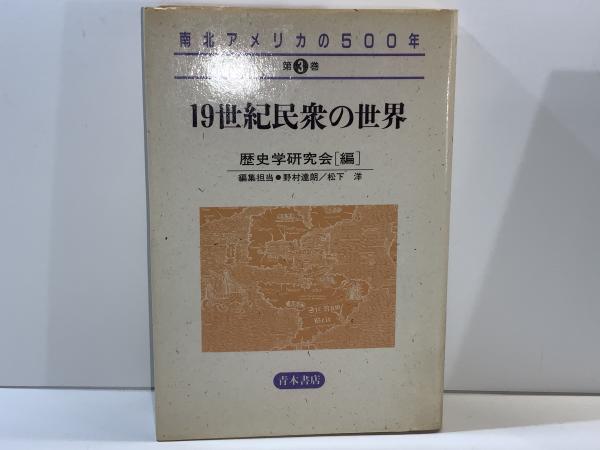 南北アメリカの500年
第3巻
19世紀民衆の世界
歴史学研究会[編]
編集担当●野村達朗/松下 洋
青木書店